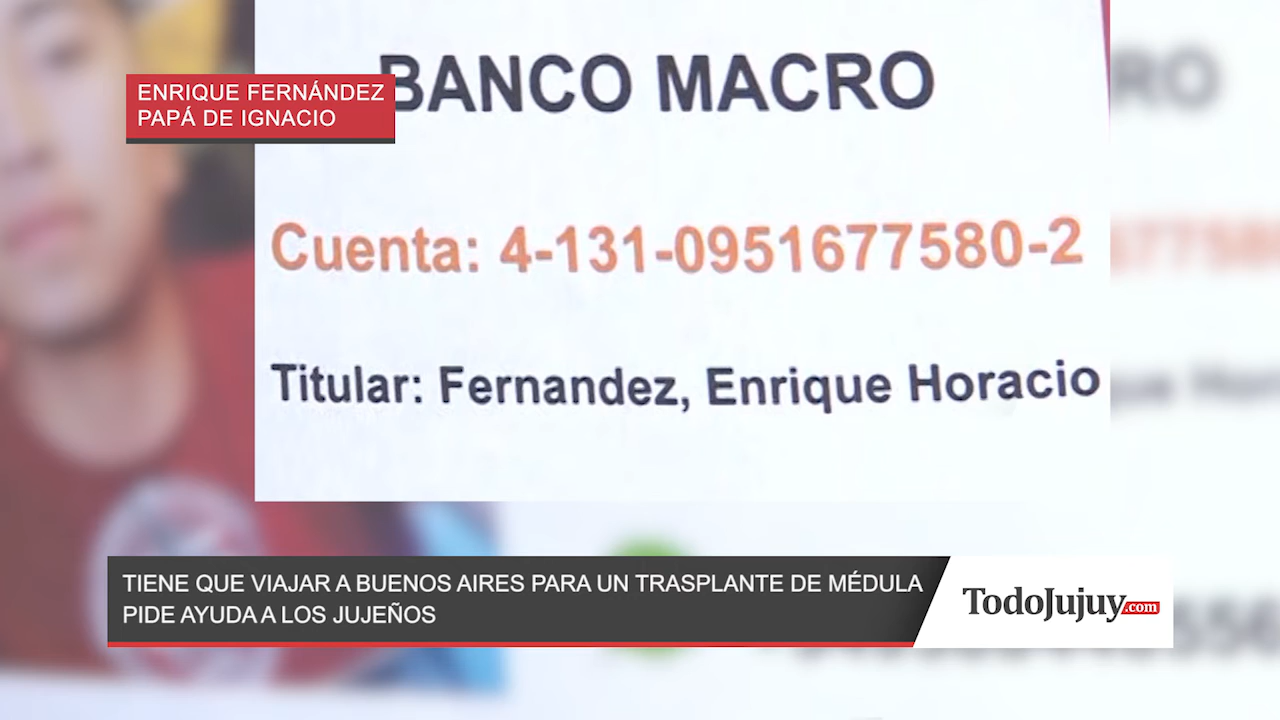 ENRIQUE FERNÁNDEZ
PAPÁ DE IGNACIO
BANCO MACRO
Cuenta: 4-131-0951677580-2
Titular: Fernandez, Enrique Horacio
TIENE QUE VIAJAR A BUENOS AIRES PARA UN TRASPLANTE DE MÉDULA
PIDE AYUDA A LOS JUJEÑOS
TodoJujuy.com